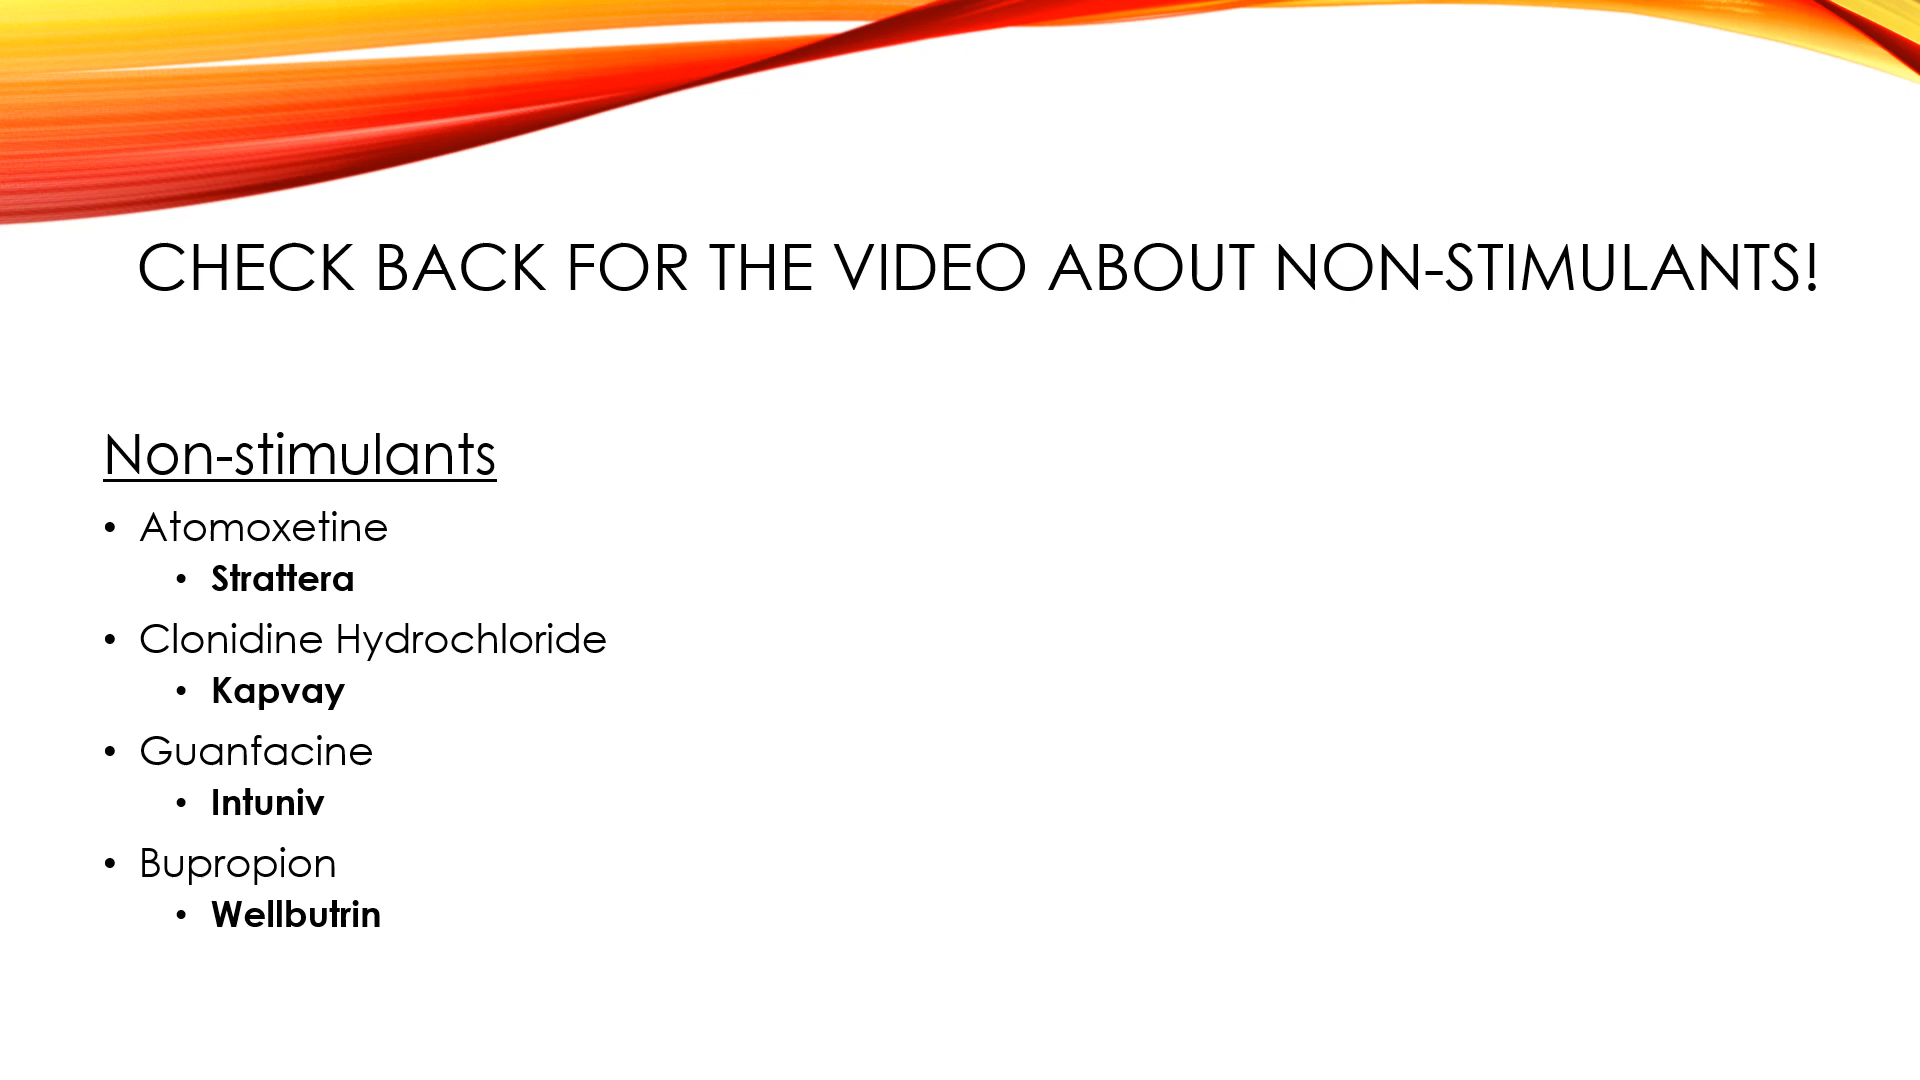 CHECK BACK FOR THE VIDEO ABOUT NON-STIMULANTS!
Non-stimulants
• Atomoxetine
• Strattera
• Clonidine Hydrochloride
• Kapvay
• Guanfacine
• Intuniv
• Bupropion
• Wellbutrin